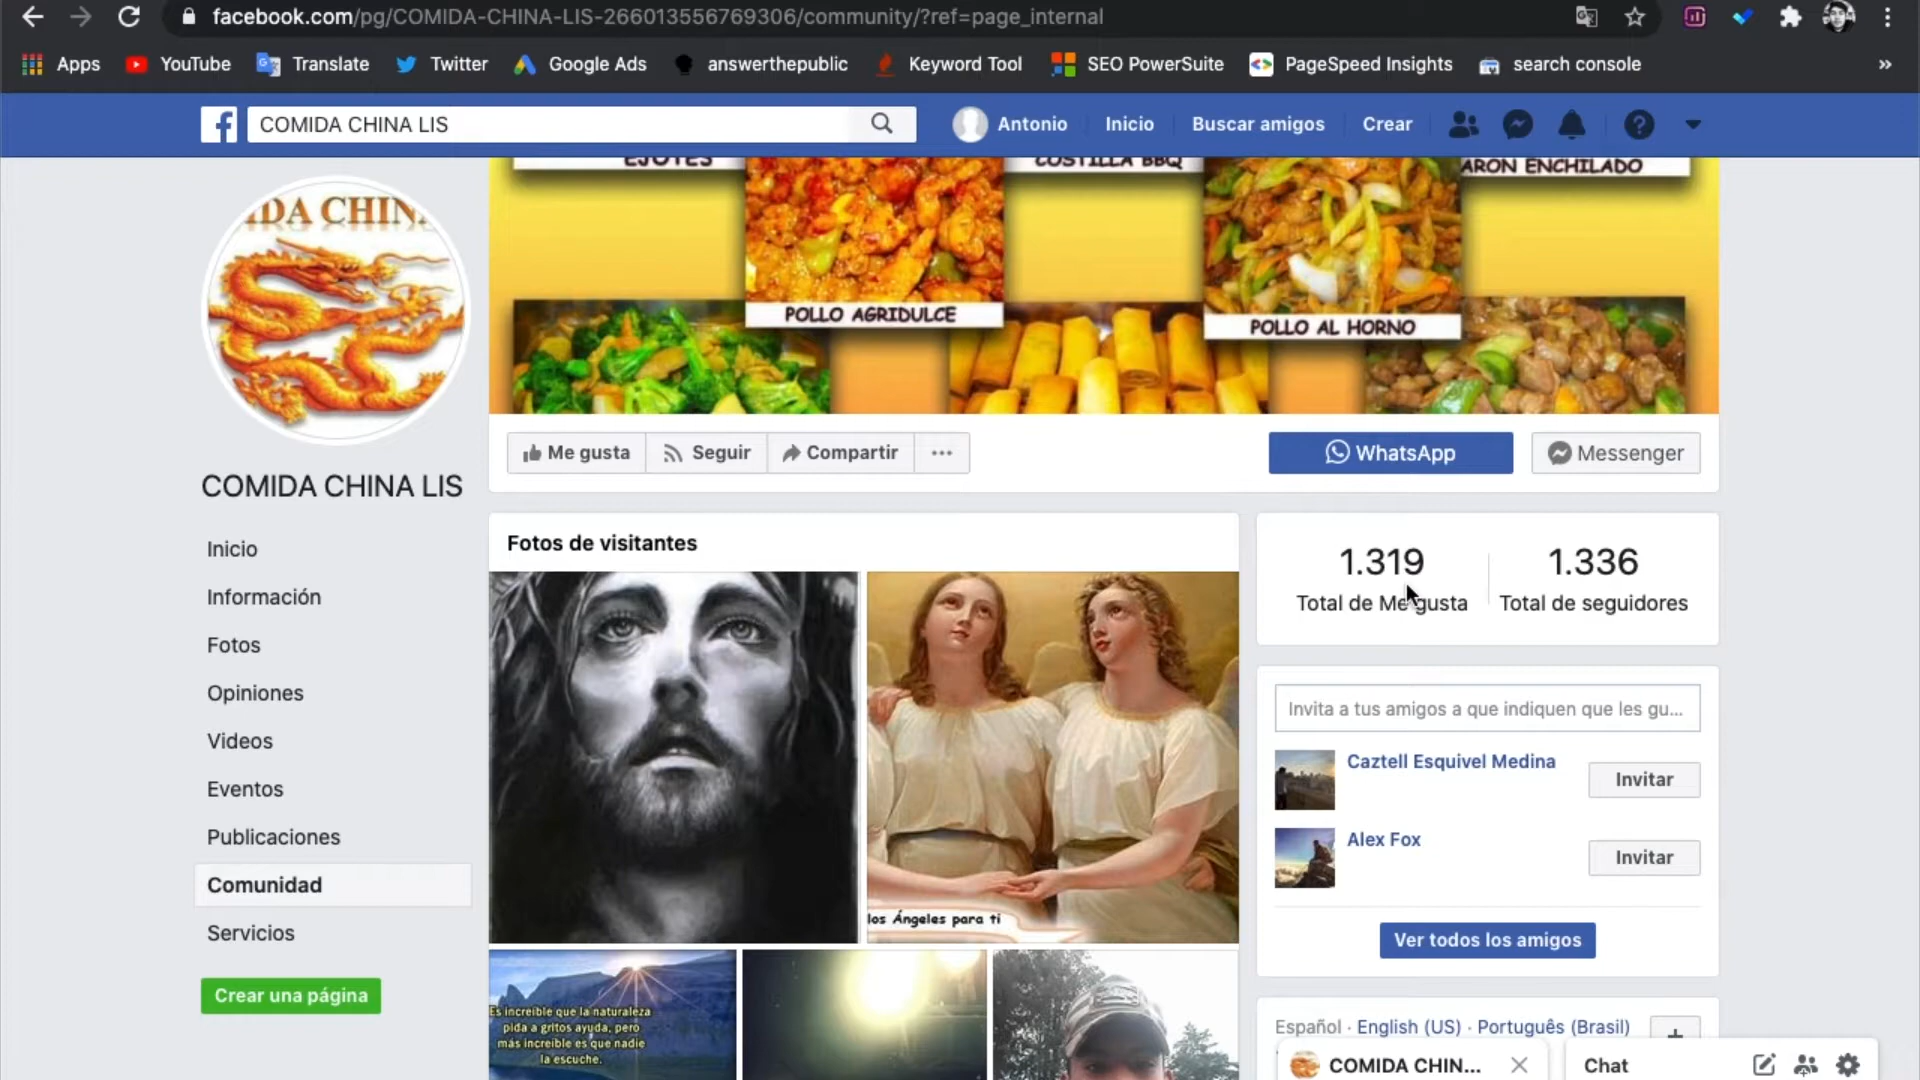 facebook.com/pg/COMIDA-CHINA-LIS-266013556769306/community/?ref=page_internal
Apps YouTube Translate Twitter Google Ads answerthepublic Keyword Tool SEO PowerSuite PageSpeed Insights search console »
COMIDA CHINA LIS
Antonio Inicio Buscar amigos Crear
EJOTES COSTILLA BBQ ARON ENCHILADO
IDA CHIN
POLLO AGRIDULCE
POLLO AL HORNO
Me gusta Seguir Compartir ...
WhatsApp Messenger
COMIDA CHINA LIS
Inicio
Información
Fotos
Opiniones
Videos
Eventos
Publicaciones
Comunidad
Servicios
Crear una página
Fotos de visitantes
los Ángeles para ti
Es increible que la naturaleza
pida a gritos ayuda, pero
más increible es que nadie
la escuche.
1.319 1.336
Total de Me gusta Total de seguidores
Invita a tus amigos a que indiquen que les gu...
Caztell Esquivel Medina
Invitar
Alex Fox
Invitar
Ver todos los amigos
Español · English (US) · Português (Brasil)
COMIDA CHIN...
Chat